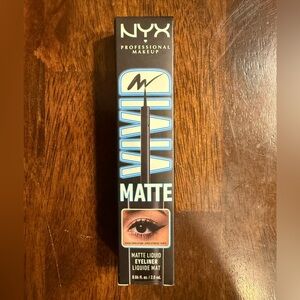 NYX
PROFESSIONAL
MAKEUP
VIVID
MATTE
MATTE LIQUID
EYELINER
LIQUIDE MAT